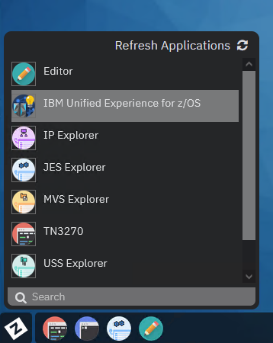 Refresh Applications
Editor
IBM Unified Experience for z/OS
IP Explorer
JES Explorer
MVS Explorer
TN3270
USS Explorer
Search